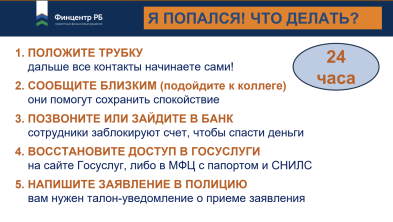 Финцентр РБ
Я ПОПАЛСЯ! ЧТО ДЕЛАТЬ?
1. ПОЛОЖИТЕ ТРУБКУ
дальше все контакты начинаете сами!
24
часа
2. СООБЩИТЕ БЛИЗКИМ (подойдите к коллеге)
они помогут сохранить спокойствие
3. ПОЗВОНИТЕ ИЛИ ЗАЙДИТЕ В БАНК
сотрудники заблокируют счет, чтобы спасти деньги
4. ВОССТАНОВИТЕ ДОСТУП В ГОСУСЛУГИ
на сайте Госуслуг, либо в МФЦ с папортом и СНИЛС
5. НАПИШИТЕ ЗАЯВЛЕНИЕ В ПОЛИЦИЮ
вам нужен талон-уведомление о приеме заявления